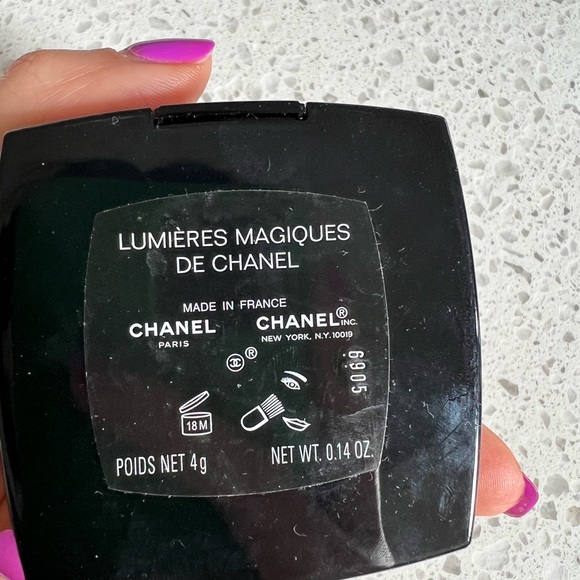 LUMIÈRES MAGIQUES
DE CHANEL
MADE IN FRANCE
CHANEL
PARIS
CHANEL® INC.
NEW YORK, N.Y. 10019
®
6905
18 M
POIDS NET 4g
NET WT. 0.14 OZ.